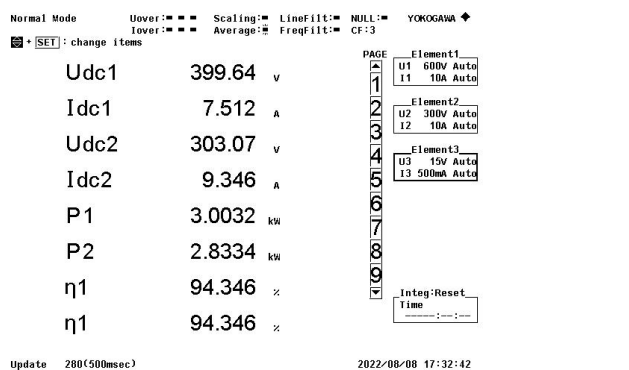 Normal Mode Uover:■ ■ ■ Scaling:■ LineFilt:■ NULL:■ YOKOGAWA ◆
Iover:■ ■ ■ Average:■ FreqFilt:■ CF:3
+ SET : change items
PAGE
Udc1 399.64 V
Idc1 7.512 A
Udc2 303.07 V
Idc2 9.346 A
P1 3.0032 kW
P2 2.8334 kW
η1 94.346 %
η1 94.346 %
▲
1
2
3
4
5
6
7
8
9
▼
Element1
U1 600V Auto
I1 10A Auto
Element2
U2 300V Auto
I2 10A Auto
Element3
U3 15V Auto
I3 500mA Auto
Integ:Reset
Time
-----:--:--
Update 280(500msec) 2022/08/08 17:32:42